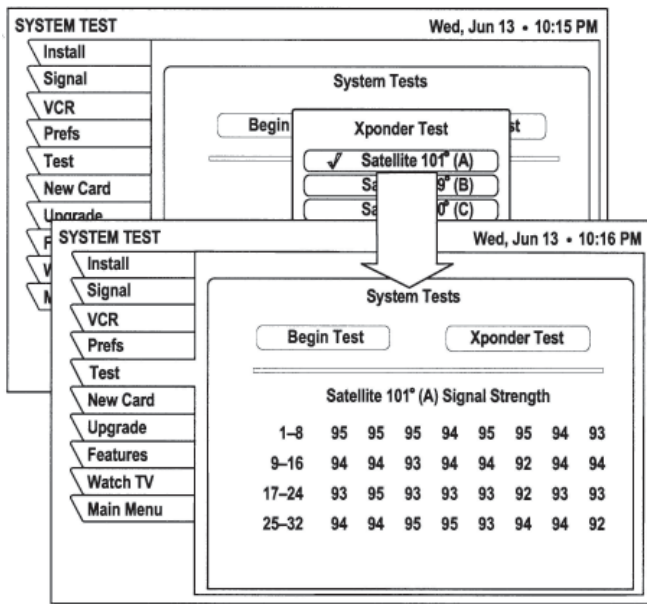 SYSTEM TEST Wed, Jun 13 • 10:15 PM
Install
Signal
VCR
Prefs
Test
New Card
Upgrade
System Tests
Begin
Xponder Test
✓ Satellite 101° (A)
(B)
(C)
SYSTEM TEST Wed, Jun 13 • 10:16 PM
Install
Signal
VCR
Prefs
Test
New Card
Upgrade
Features
Watch TV
Main Menu
System Tests
Begin Test Xponder Test
Satellite 101° (A) Signal Strength
1–8 95 95 95 94 95 95 94 93
9–16 94 94 93 94 94 92 94 94
17–24 93 95 93 93 93 92 93 93
25–32 94 94 95 95 93 94 94 92